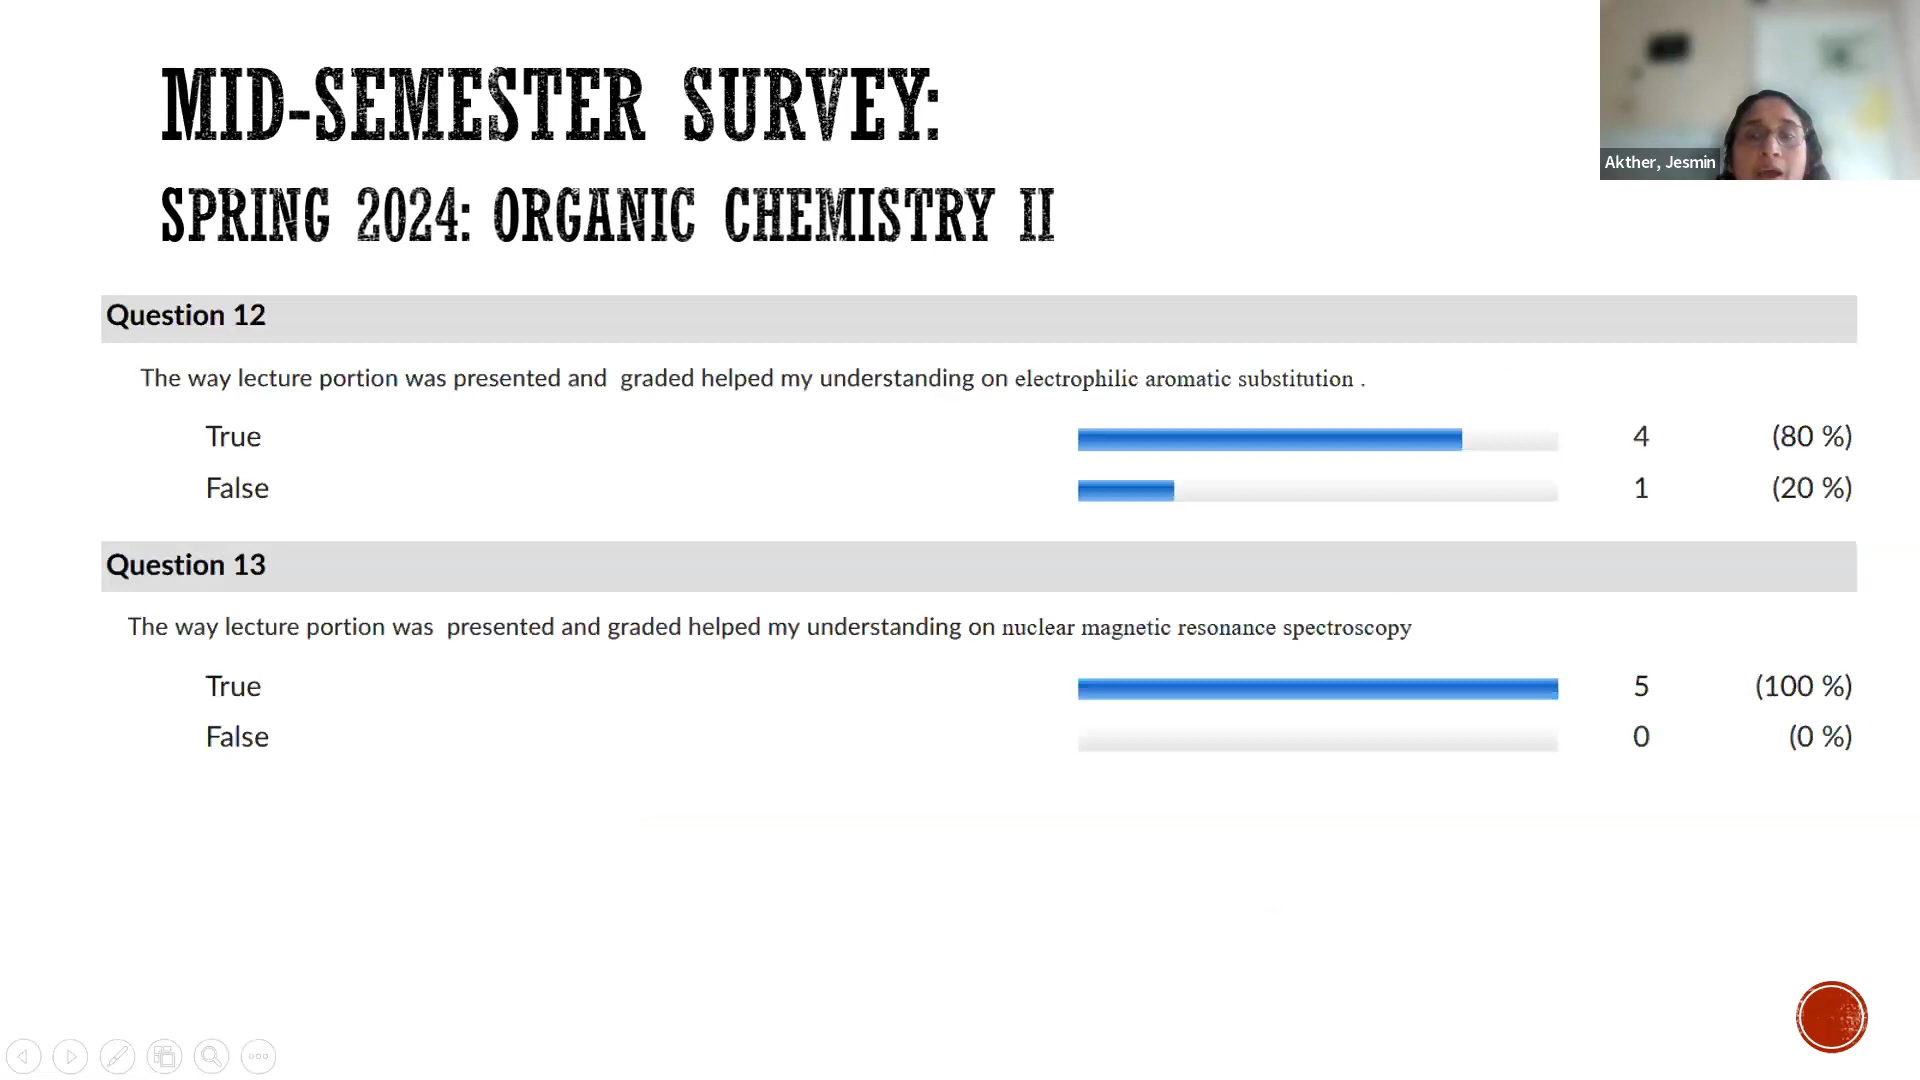 MID-SEMESTER SURVEY:
SPRING 2024: ORGANIC CHEMISTRY II
Akther, Jesmin
Question 12
The way lecture portion was presented and graded helped my understanding on electrophilic aromatic substitution .
True 4 (80 %)
False 1 (20 %)
Question 13
The way lecture portion was presented and graded helped my understanding on nuclear magnetic resonance spectroscopy
True 5 (100 %)
False 0 (0 %)